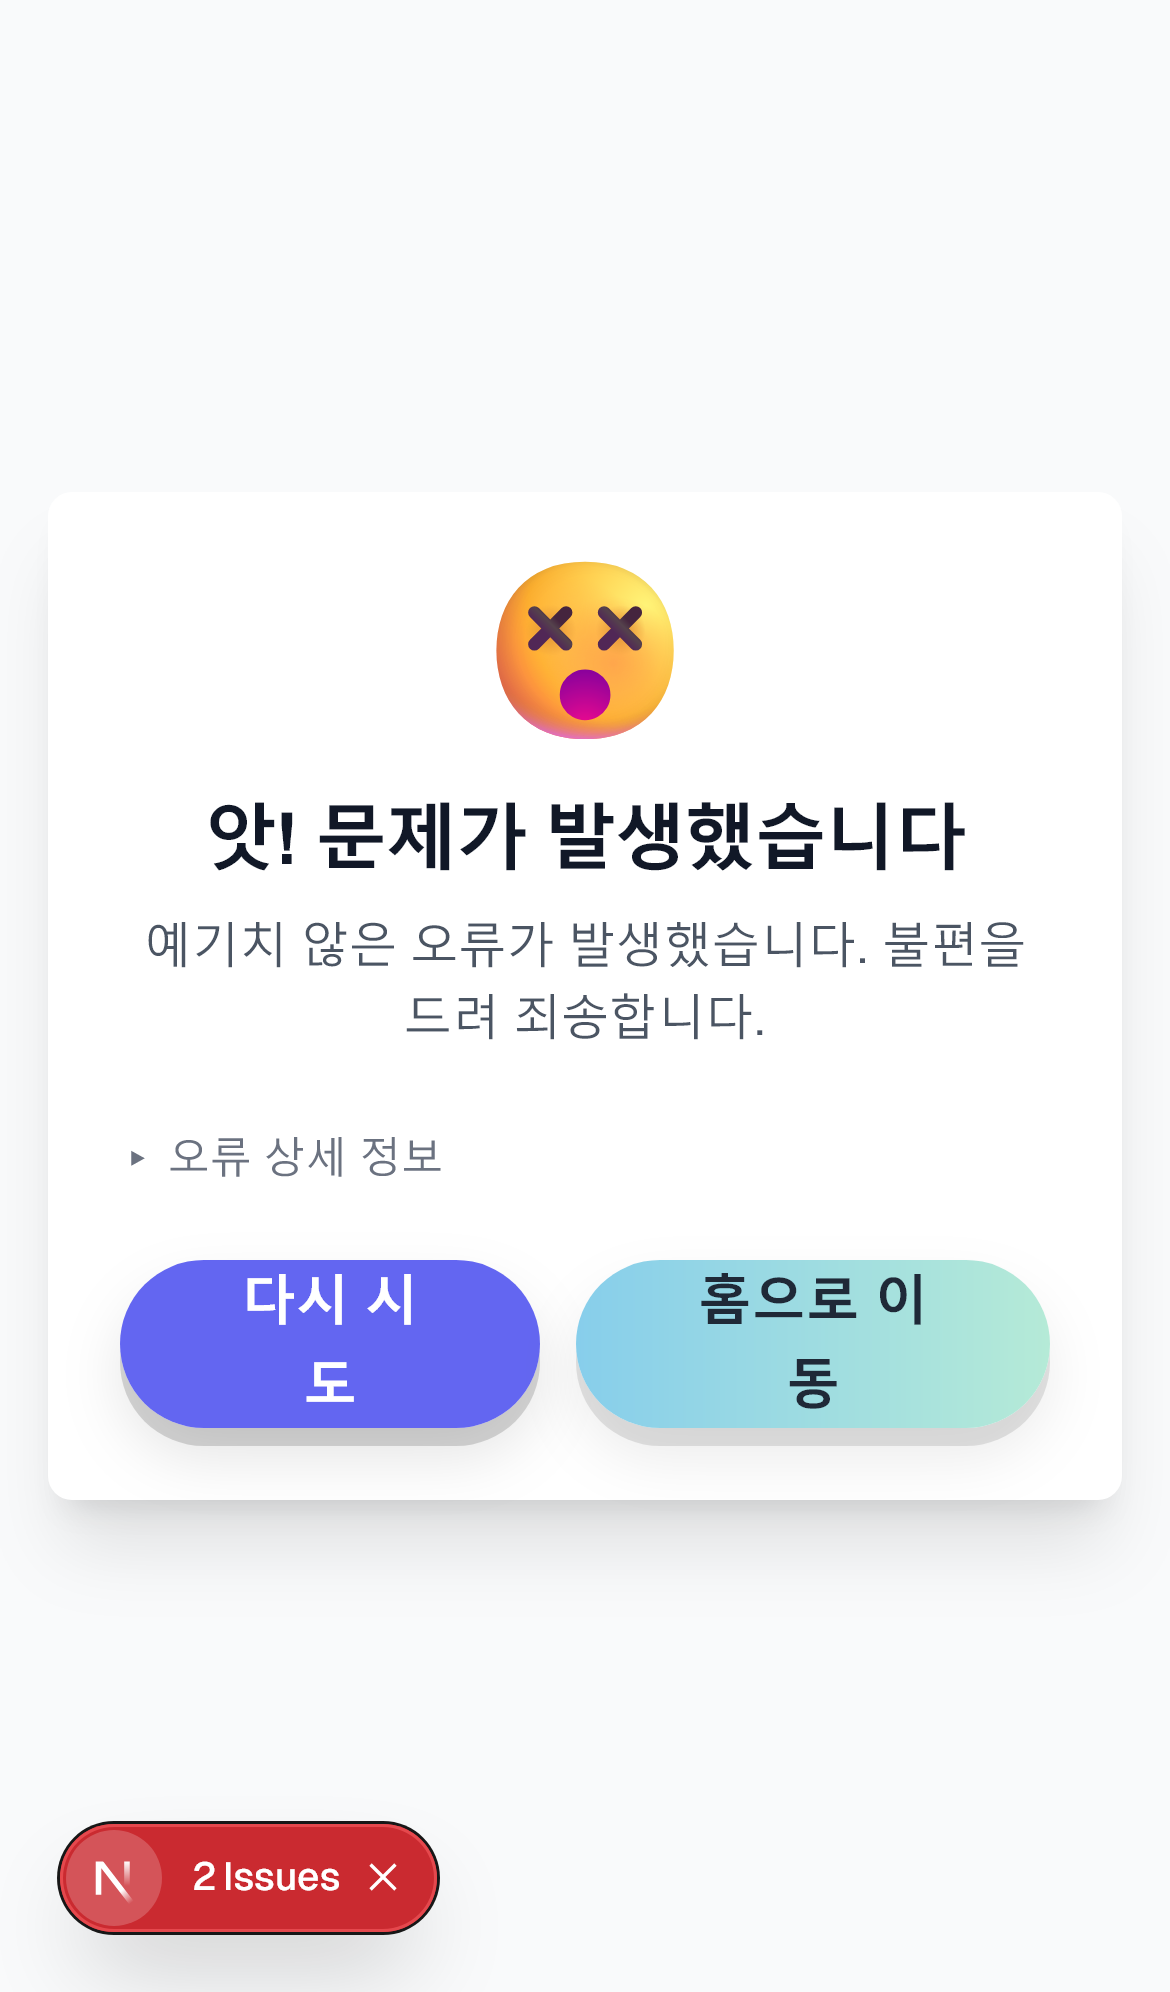 앗! 문제가 발생했습니다
예기치 않은 오류가 발생했습니다. 불편을
드려 죄송합니다.
오류 상세 정보
다시 시
도
홈으로 이
동
N
2 Issues